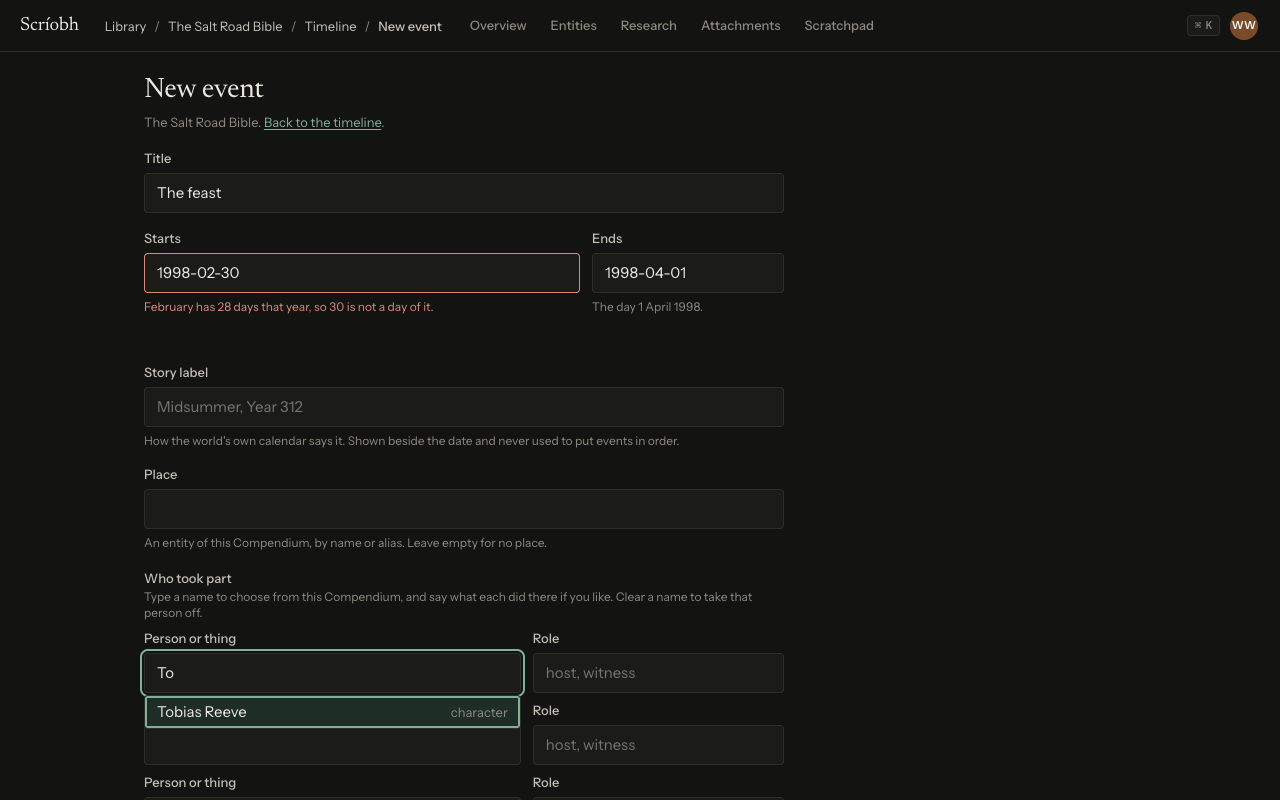 Scríobh
Library / The Salt Road Bible / Timeline / New event
Overview Entities Research Attachments Scratchpad
⌘ K
WW
New event
The Salt Road Bible. Back to the timeline.
Title
The feast
Starts
Ends
1998-02-30
1998-04-01
February has 28 days that year, so 30 is not a day of it.
The day 1 April 1998.
Story label
Midsummer, Year 312
How the world's own calendar says it. Shown beside the date and never used to put events in order.
Place
An entity of this Compendium, by name or alias. Leave empty for no place.
Who took part
Type a name to choose from this Compendium, and say what each did there if you like. Clear a name to take that
person off.
Person or thing
Role
To
host, witness
Tobias Reeve character
Role
host, witness
Person or thing
Role